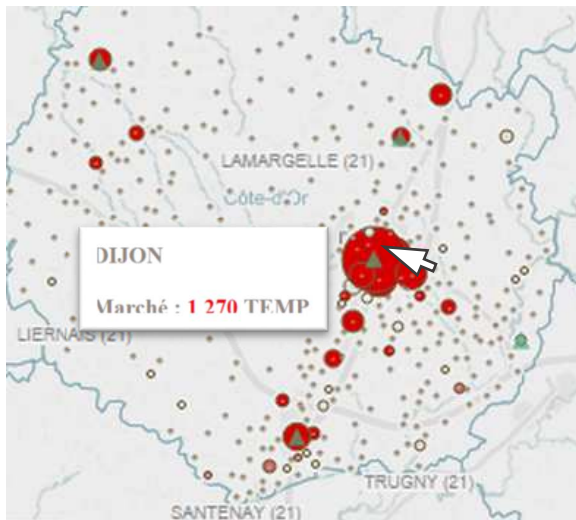 LAMARGELLE (21)
Côte-d'Or
DIJON
Marché : 1 270 TEMP
LIERNAIS (21)
TRUGNY (21)
SANTENAY (21)